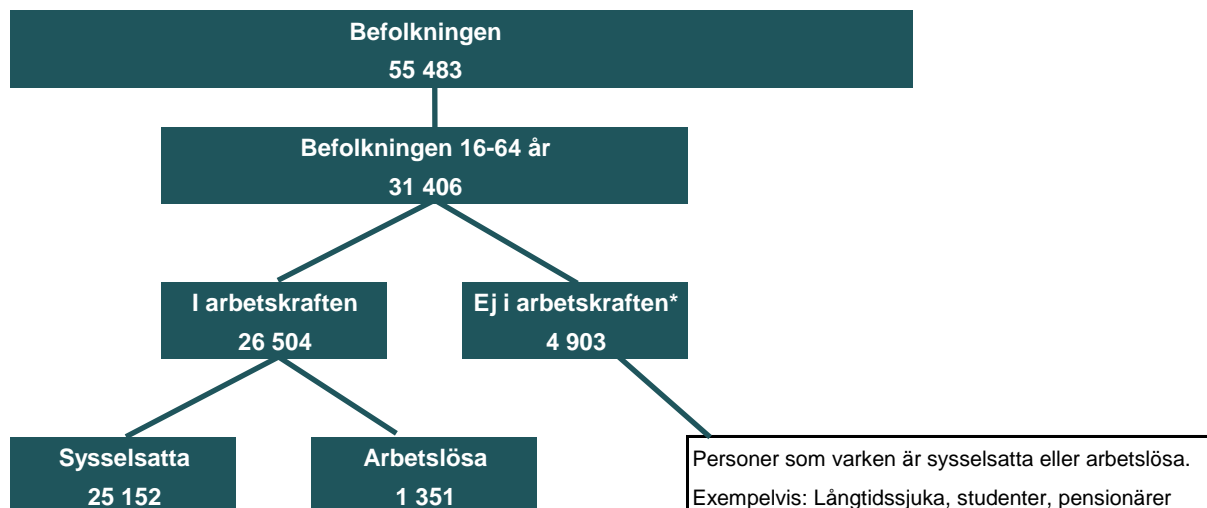 Befolkningen
55 483
Befolkningen 16-64 år
31 406
I arbetskraften
26 504
Ej i arbetskraften*
4 903
Sysselsatta
25 152
Arbetslösa
1 351
Personer som varken är sysselsatta eller arbetslösa.
Exempelvis: Långtidssjuka, studenter, pensionärer